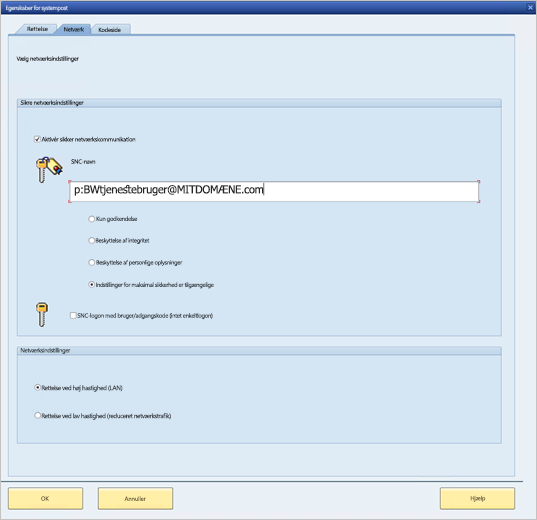 Egenskaber for systempost
Rettelse
Netværk
Kodeside
Vælg netværksindstillinger
Sikre netværksindstillinger
Aktivér sikker netværkskommunikation
SNC-navn
p:BWtjenestebruger@MITDOMÆNE.com
Kun godkendelse
Beskyttelse af integritet
Beskyttelse af personlige oplysninger
Indstillinger for maksimal sikkerhed er tilgængelige
SNC-logon med bruger/adgangskode (intet enkeltlogon)
Netværksindstillinger
Rettelse ved høj hastighed (LAN)
Rettelse ved lav hastighed (reduceret netværkstrafik)
OK
Annuller
Hjælp